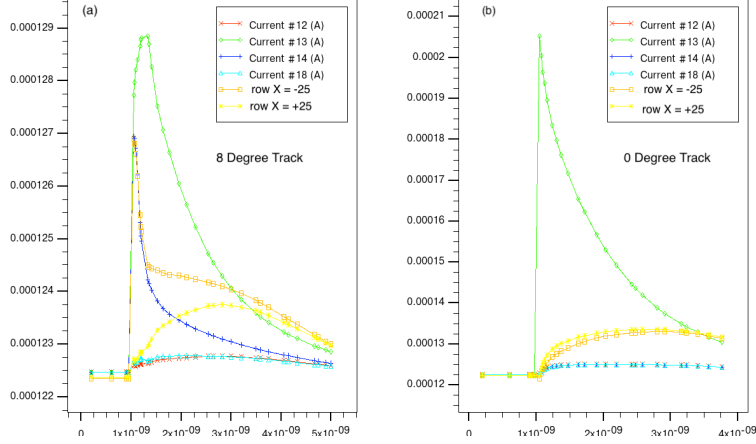 (a)
0.000129
0.000128
0.000127
0.000126
0.000125
0.000124
0.000123
0.000122
Current #12 (A)
Current #13 (A)
Current #14 (A)
Current #18 (A)
row X = -25
row X = +25
8 Degree Track
0 1x10-09 2x10-09 3x10-09 4x10-09 5x10-09
(b)
0.00021
0.0002
0.00019
0.00018
0.00017
0.00016
0.00015
0.00014
0.00013
0.00012
Current #12 (A)
Current #13 (A)
Current #14 (A)
Current #18 (A)
row X = -25
row X = +25
0 Degree Track
0 1x10-09 2x10-09 3x10-09 4x10-09